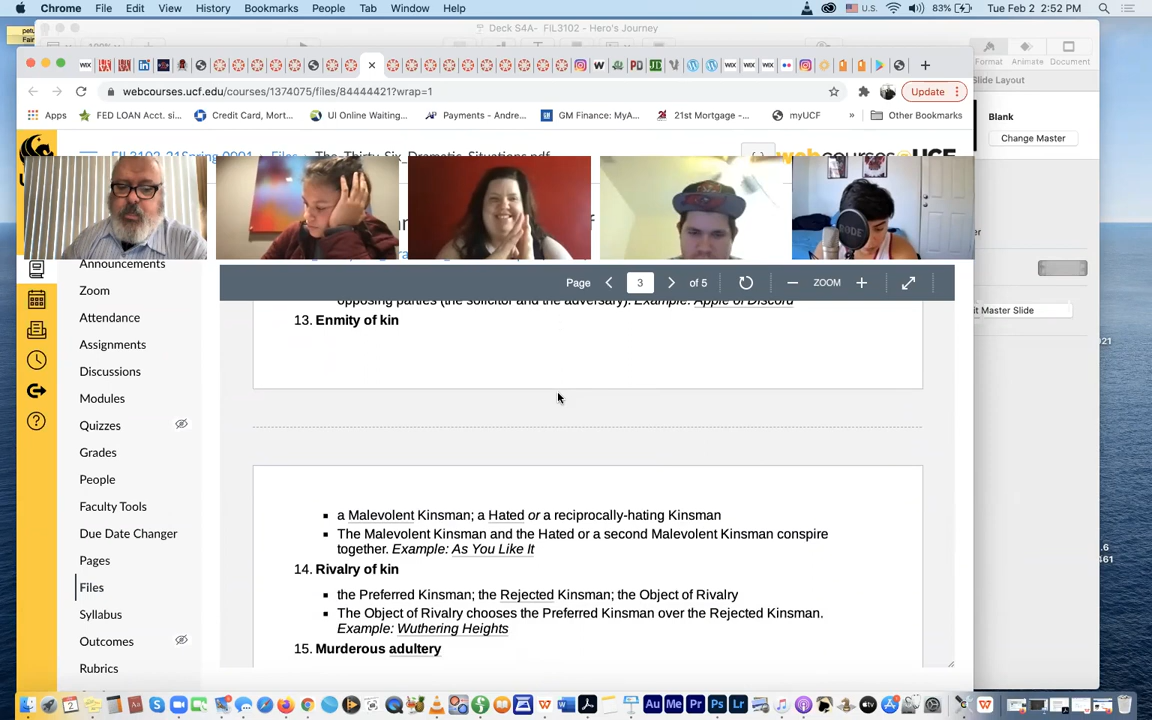 Chrome File Edit View History Bookmarks People Tab Window Help U.S. 83% Tue Feb 2 2:52 PM
Deck S4A- FIL3102 - Hero's Journey
webcourses.ucf.edu/courses/1374075/files/84444421?wrap=1 Update
Apps FED LOAN Acct. si... Credit Card, Mort... UI Online Waiting... Payments - Andre... GM Finance: MyA... 21st Mortgage -... myUCF » Other Bookmarks
Format Animate Document
Slide Layout
Blank
Change Master
it Master Slide
RODE
Announcements
Zoom
Attendance
Assignments
Discussions
Modules
Quizzes
Grades
People
Faculty Tools
Due Date Changer
Pages
Files
Syllabus
Outcomes
Rubrics
Page 3 of 5 ZOOM
opposing parties (the solicitor and the adversary). Example: Apple of Discord
13. Enmity of kin
▪ a Malevolent Kinsman; a Hated or a reciprocally-hating Kinsman
▪ The Malevolent Kinsman and the Hated or a second Malevolent Kinsman conspire
together. Example: As You Like It
14. Rivalry of kin
▪ the Preferred Kinsman; the Rejected Kinsman; the Object of Rivalry
▪ The Object of Rivalry chooses the Preferred Kinsman over the Rejected Kinsman.
Example: Wuthering Heights
15. Murderous adultery